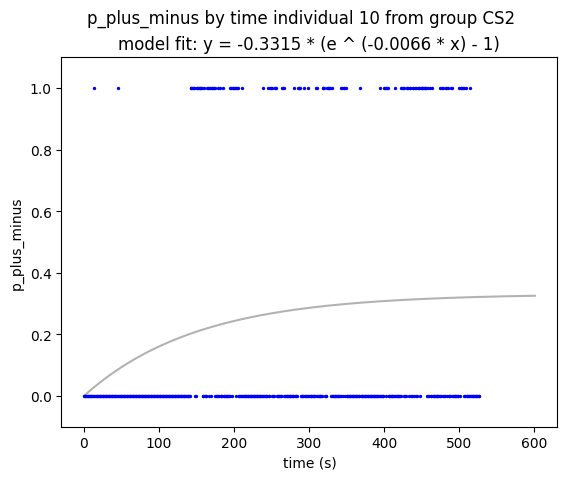 p_plus_minus by time individual 10 from group CS2
model fit: y = -0.3315 * (e ^ (-0.0066 * x) - 1)
1.0
0.8
0.6
0.4
0.2
0.0
p_plus_minus
0 100 200 300 400 500 600
time (s)